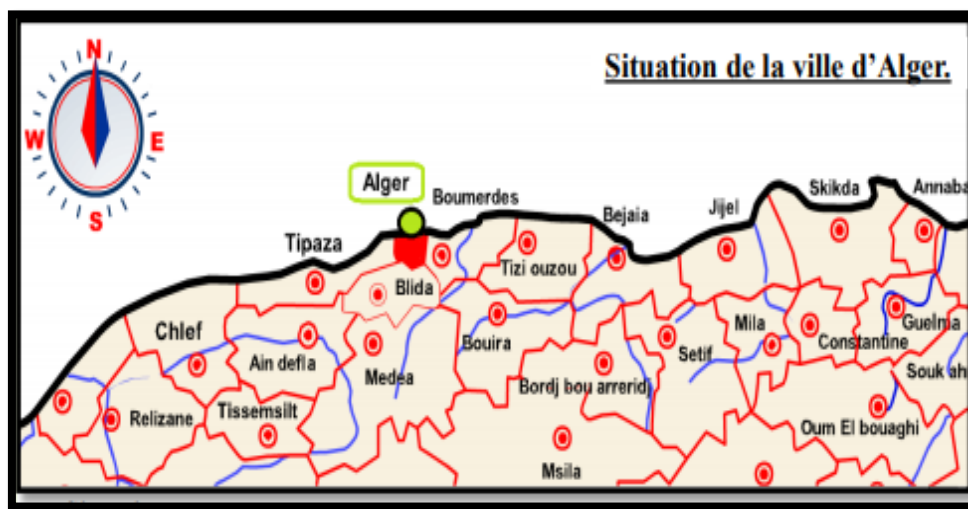 N
Situation de la ville d'Alger.
W
E
S
Alger
Boumerdes
Skikda
Annaba
Jijel
Bejaia
Tipaza
Tizi ouzou
Blida
Chlef
Mila
Guelma
Constantine
Bouira
Setif
Ain defla
Medea
Souk ah
Bordj bou arreridj
Relizane
Tissemsilt
Oum El bouaghi
Msila